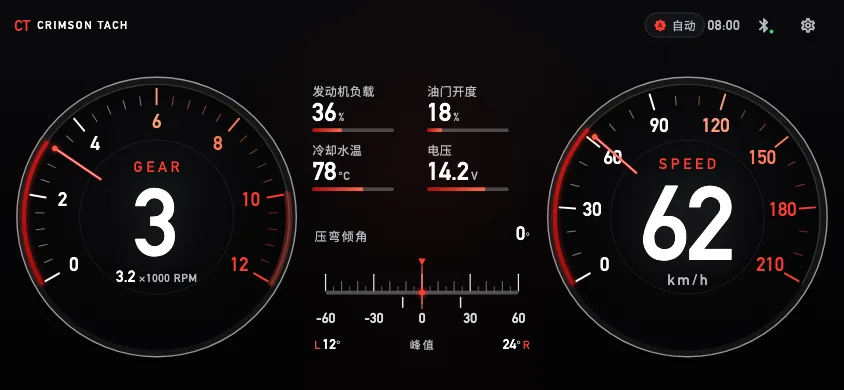 CT CRIMSON TACH
A 自动 08:00
发动机负载 油门开度
36% 18%
冷却水温 电压
78°C 14.2V
压弯倾角 0°
-60 -30 0 30 60
L 12° 峰值 24° R
0 2 4 6 8 10 12
GEAR
3
3.2 ×1000 RPM
0 30 60 90 120 150 180 210
SPEED
62
km/h